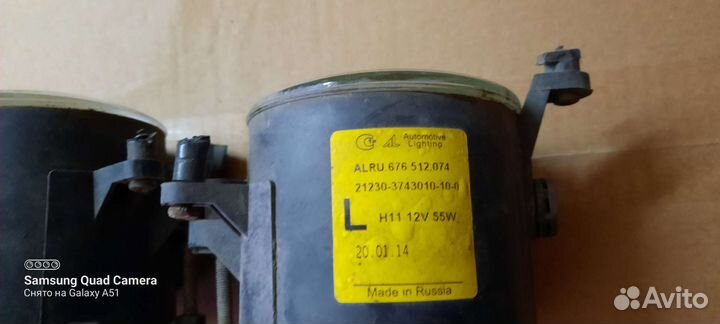 Automotive
Lighting
ALRU.676 512.074
21230-3743010-10-0
L H11 12V 55W
20.01.14
Made in Russia
Samsung Quad Camera
Снято на Galaxy A51
Avito